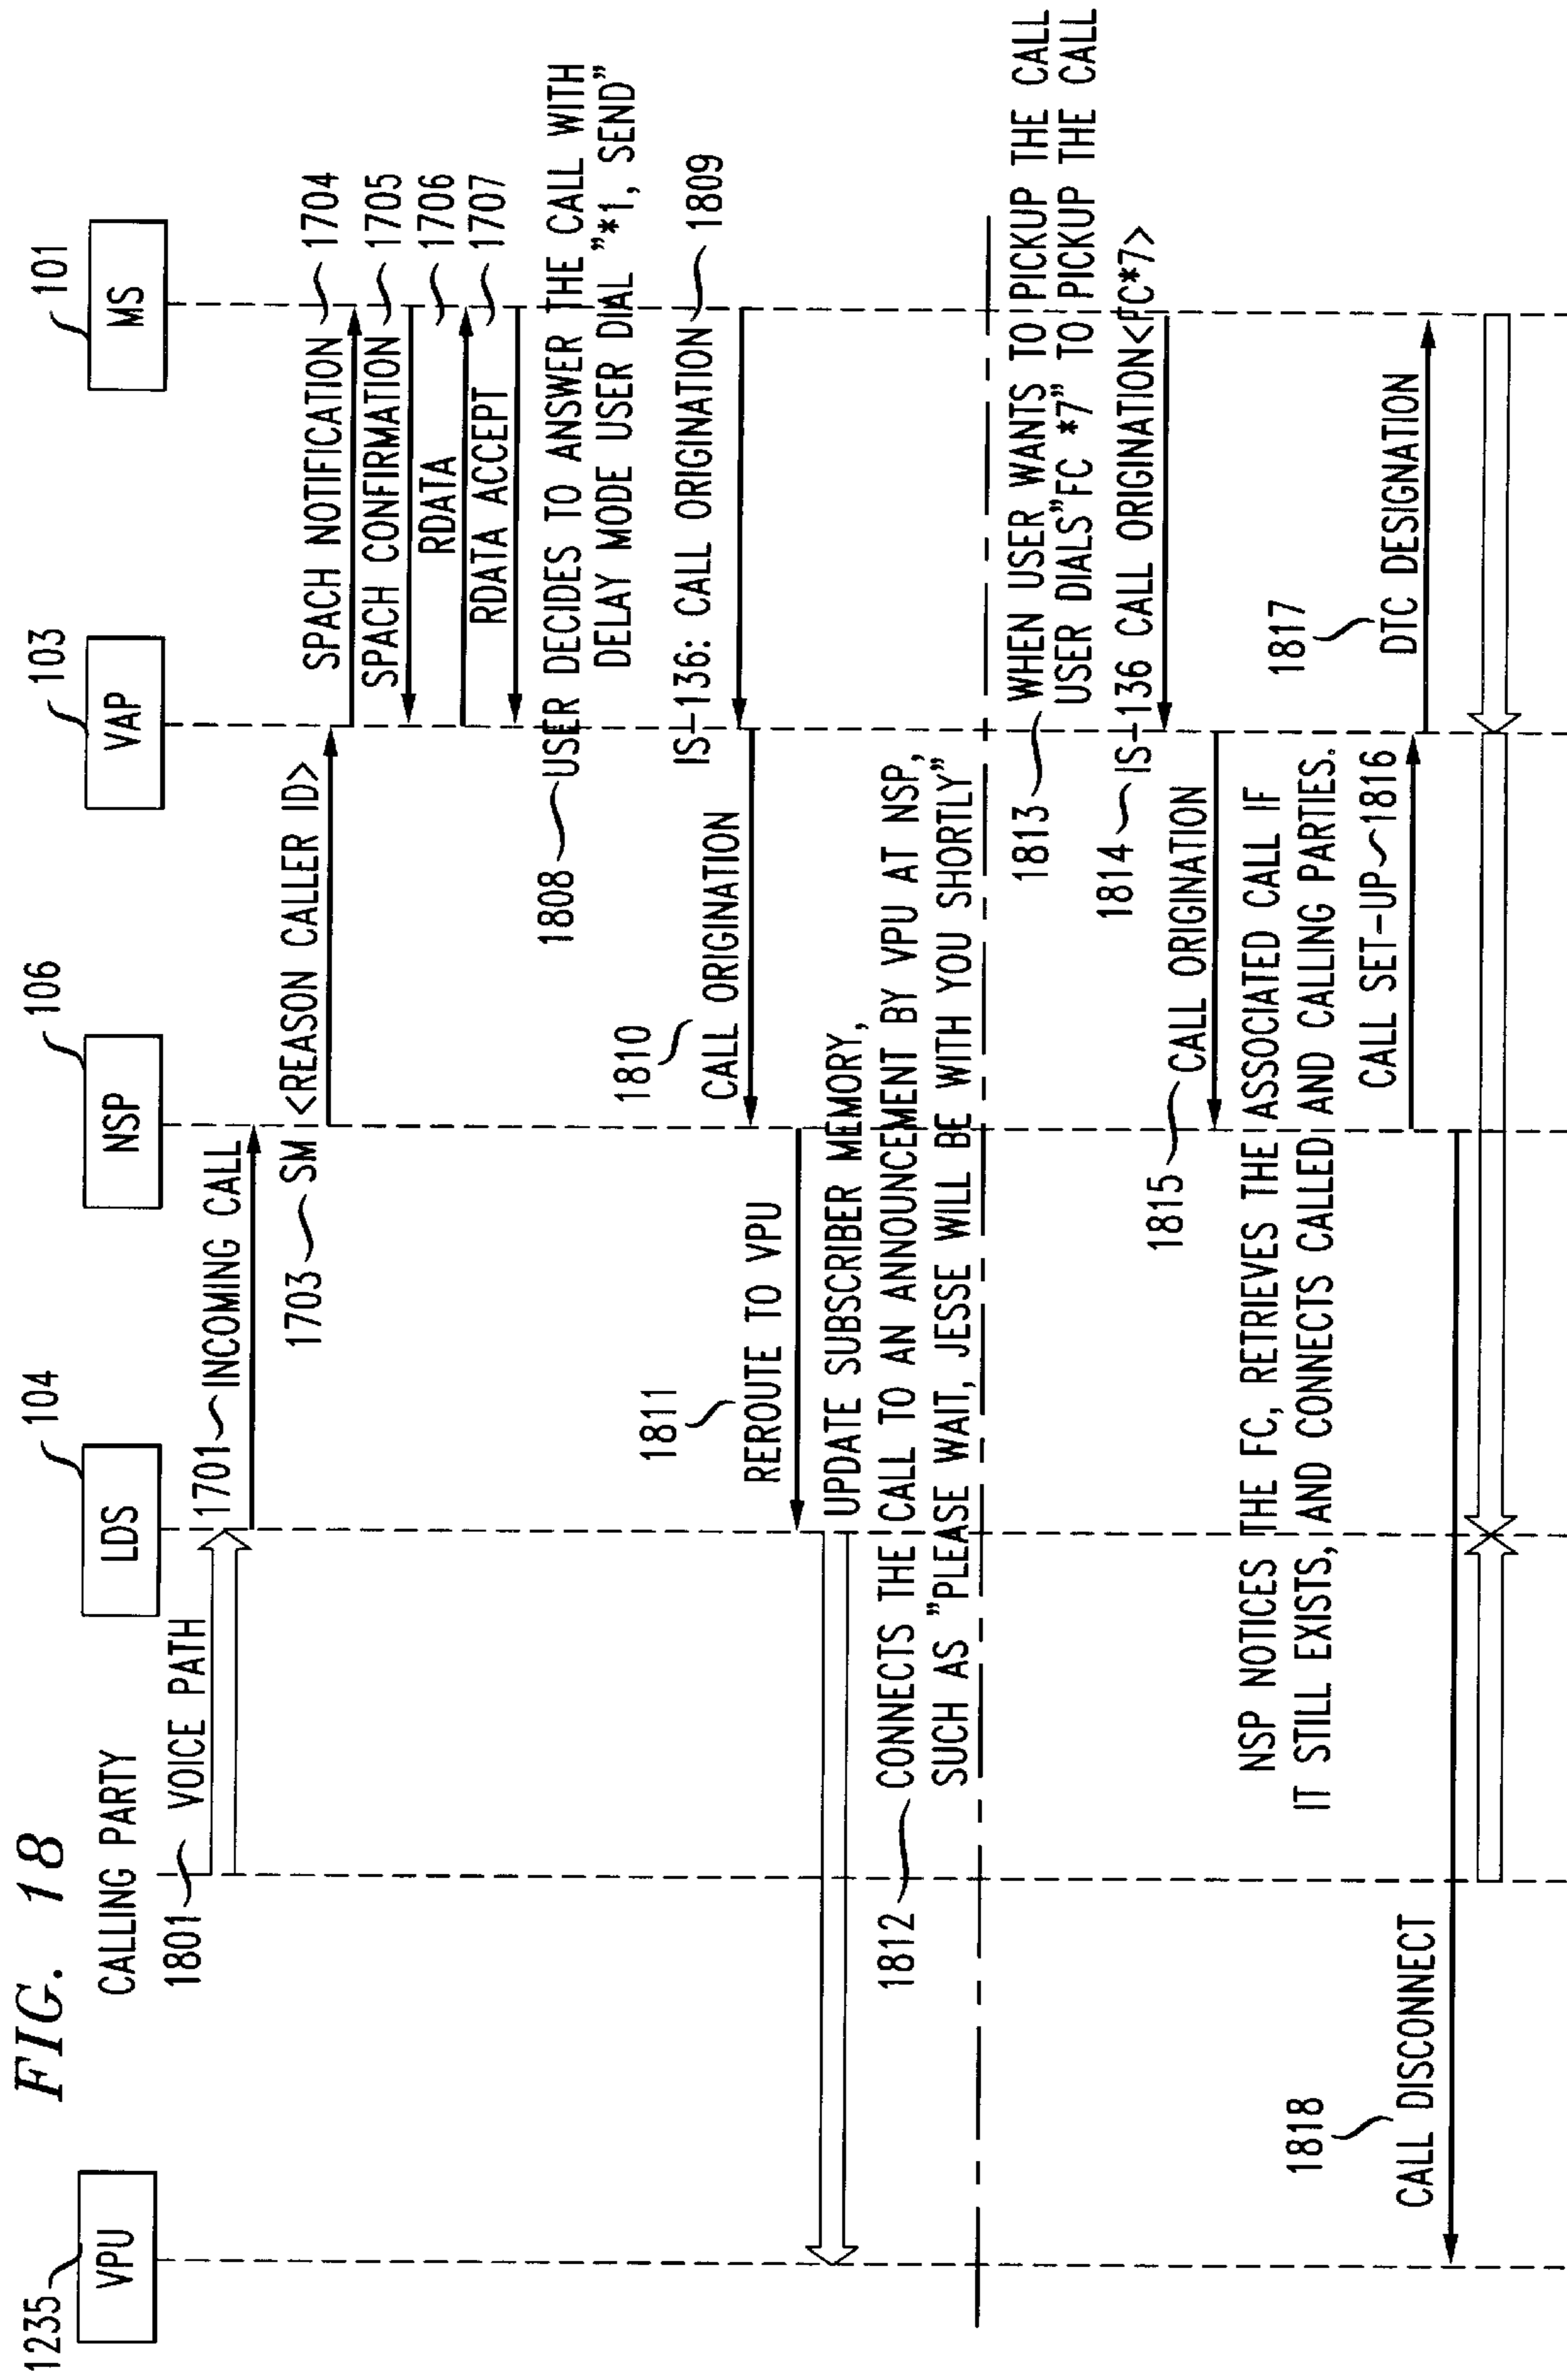 FIG. 18
1235
VPU
CALLING PARTY
104
LDS
106
NSP
103
VAP
101
MS
1801 VOICE PATH
1701 INCOMING CALL
1703 SM <REASON CALLER ID>
SPACH NOTIFICATION 1704
SPACH CONFIRMATION 1705
RDATA 1706
RDATA ACCEPT 1707
1808 USER DECIDES TO ANSWER THE CALL WITH
DELAY MODE USER DIAL "*1, SEND"
IS-136: CALL ORIGINATION 1809
1810
CALL ORIGINATION
1811
REROUTE TO VPU
UPDATE SUBSCRIBER MEMORY,
1812 CONNECTS THE CALL TO AN ANNOUNCEMENT BY VPU AT NSP,
SUCH AS "PLEASE WAIT, JESSE WILL BE WITH YOU SHORTLY"
1813 WHEN USER WANTS TO PICKUP THE CALL
USER DIALS"FC *7" TO PICKUP THE CALL
1814 IS-136 CALL ORIGINATION<FC*7>
1815 CALL ORIGINATION
NSP NOTICES THE FC, RETRIEVES THE ASSOCIATED CALL IF
IT STILL EXISTS, AND CONNECTS CALLED AND CALLING PARTIES.
CALL SET-UP 1816
1817
DTC DESIGNATION
1818
CALL DISCONNECT